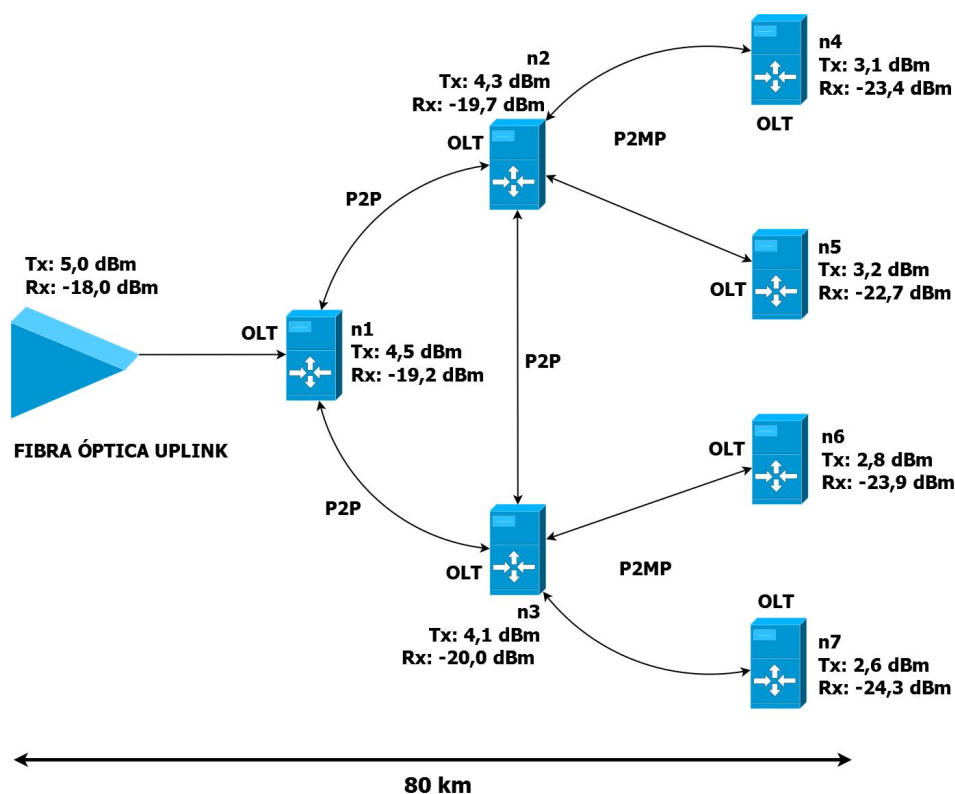 n4
Tx: 3,1 dBm
Rx: -23,4 dBm
OLT
n2
Tx: 4,3 dBm
Rx: -19,7 dBm
OLT
P2MP
P2P
n5
Tx: 3,2 dBm
Rx: -22,7 dBm
OLT
Tx: 5,0 dBm
Rx: -18,0 dBm
OLT
n1
Tx: 4,5 dBm
Rx: -19,2 dBm
P2P
FIBRA ÓPTICA UPLINK
n6
Tx: 2,8 dBm
Rx: -23,9 dBm
OLT
P2P
P2MP
OLT
n3
Tx: 4,1 dBm
Rx: -20,0 dBm
OLT
n7
Tx: 2,6 dBm
Rx: -24,3 dBm
80 km